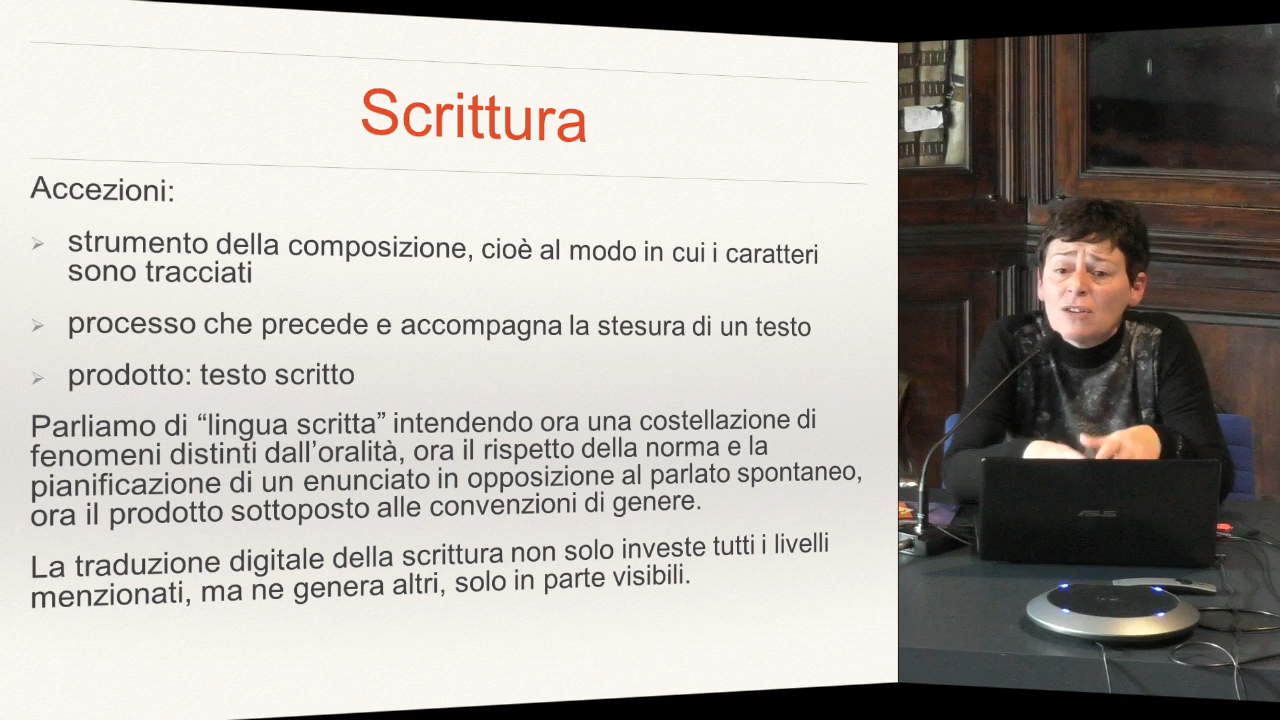 Scrittura
Accezioni:
strumento della composizione, cioè al modo in cui i caratteri
sono tracciati
processo che precede e accompagna la stesura di un testo
prodotto: testo scritto
Parliamo di “lingua scritta” intendendo ora una costellazione di
fenomeni distinti dall’oralità, ora il rispetto della norma e la
pianificazione di un enunciato in opposizione al parlato spontaneo,
ora il prodotto sottoposto alle convenzioni di genere.
La traduzione digitale della scrittura non solo investe tutti i livelli
menzionati, ma ne genera altri, solo in parte visibili.
ASUS